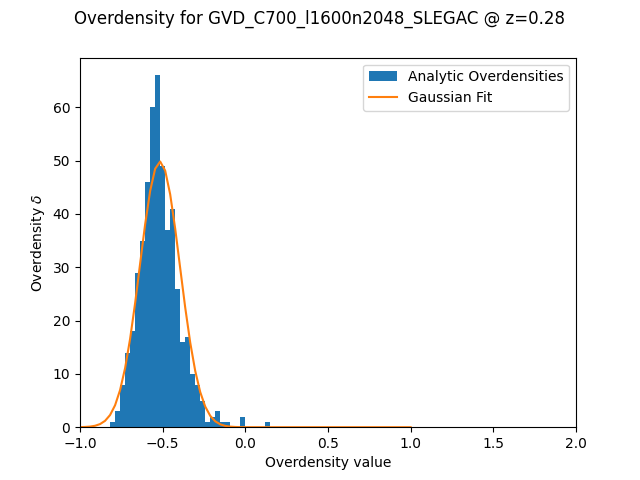 Overdensity for GVD_C700_l1600n2048_SLEGAC @ z=0.28
Analytic Overdensities
Gaussian Fit
Overdensity δ
60
50
40
30
20
10
0
−1.0 −0.5 0.0 0.5 1.0 1.5 2.0
Overdensity value